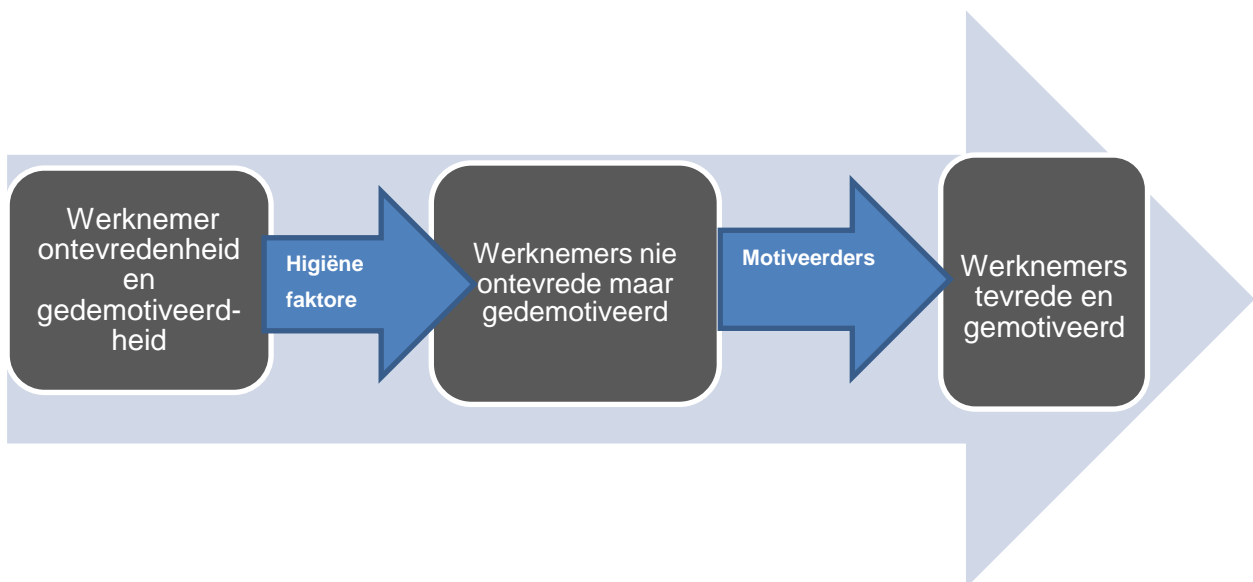 Werknemer
ontevredenheid
en
gedemotiveerd-
heid
Higiëne
faktore
Werknemers nie
ontevrede maar
gedemotiveerd
Motiveerders
Werknemers
tevrede en
gemotiveerd